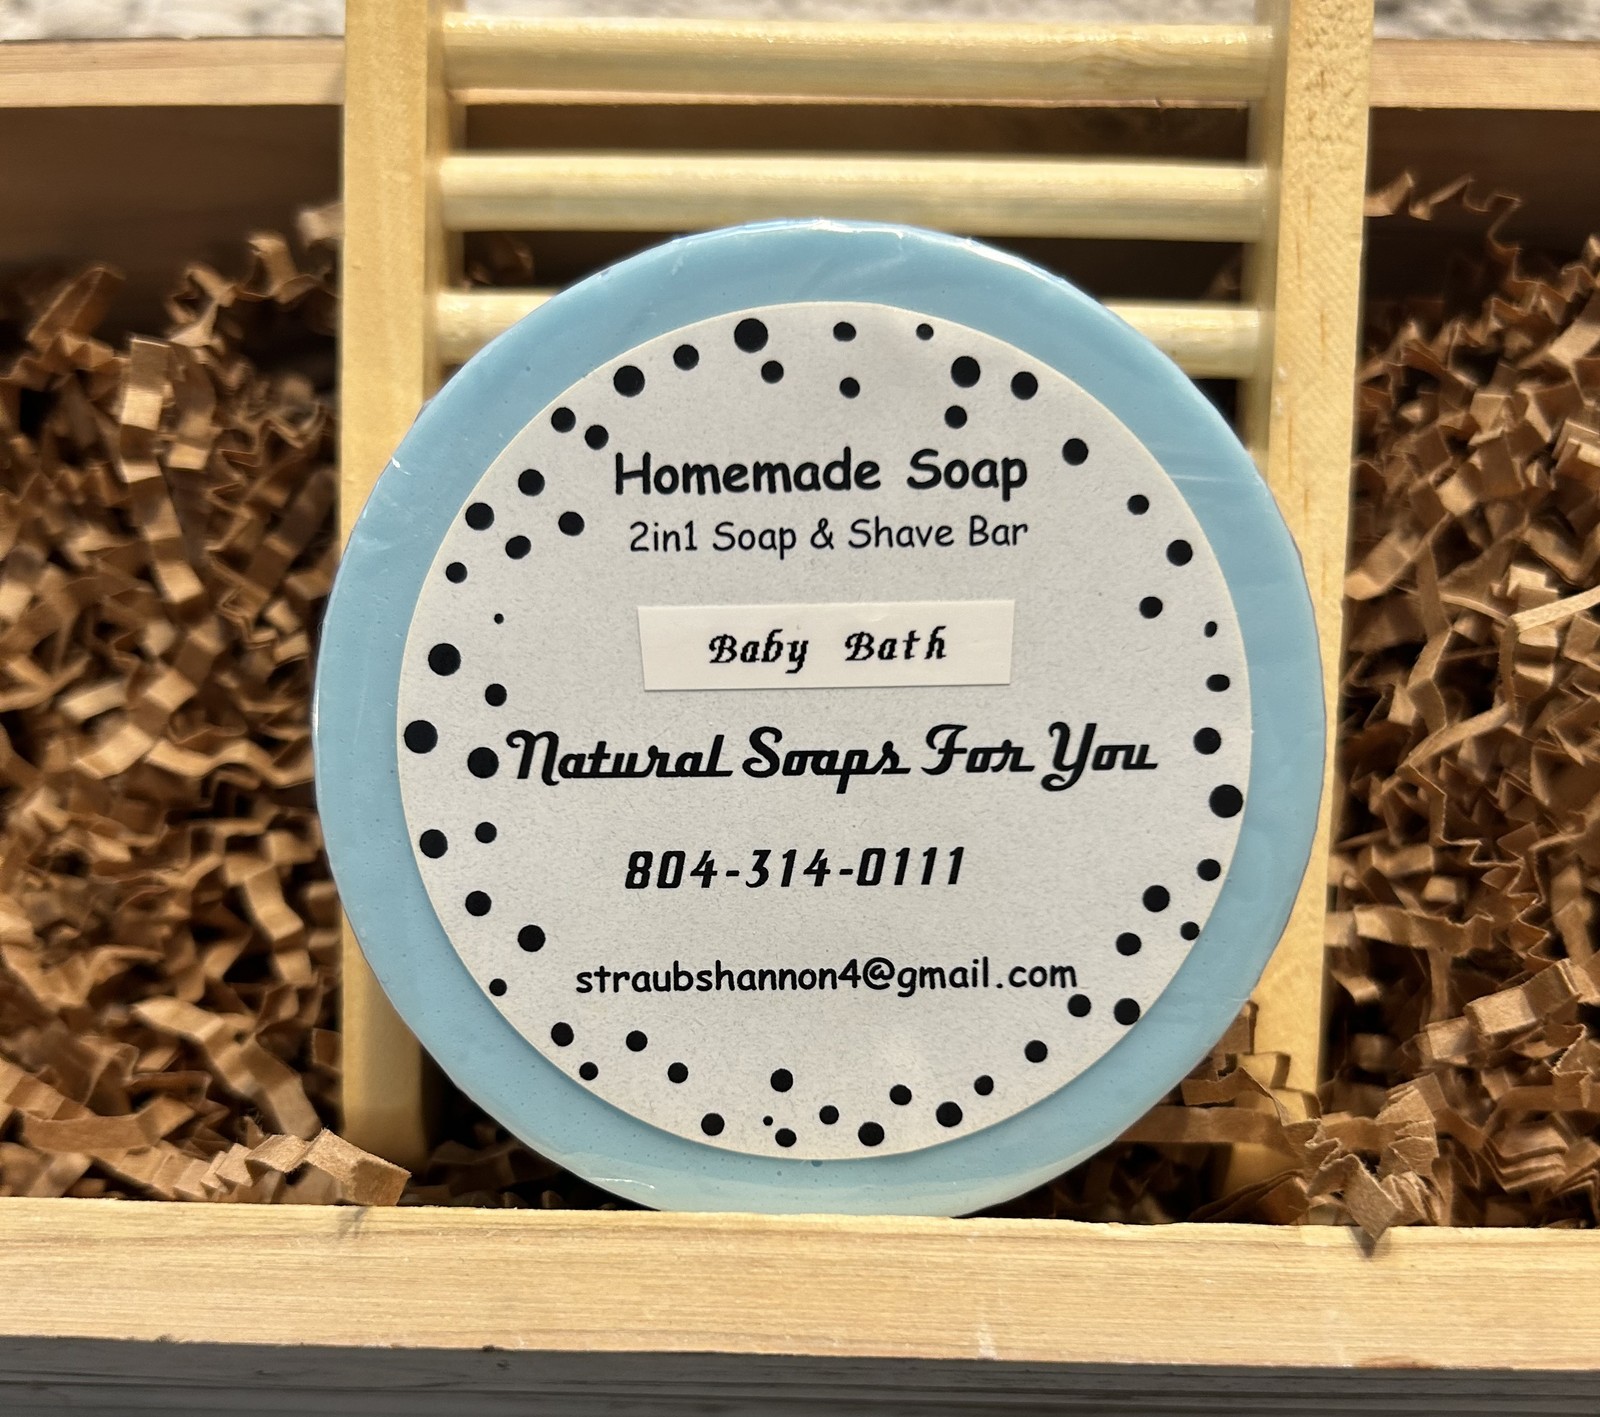 Homemade Soap
2in1 Soap & Shave Bar
Baby Bath
Natural Soaps For You
804-314-0111
straubshannon4@gmail.com